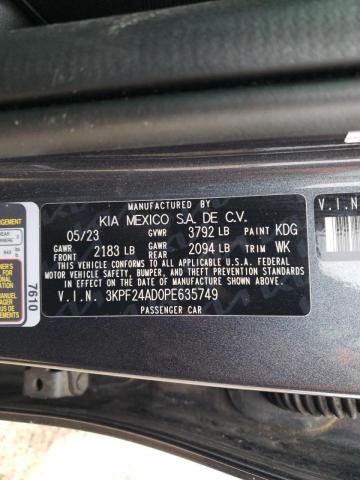 MANUFACTURED BY
KIA MEXICO S.A. DE C.V.
05/23 GVWR 3792 LB PAINT KDG
GAWR FRONT 2183 LB GAWR REAR 2094 LB TRIM WK
THIS VEHICLE CONFORMS TO ALL APPLICABLE U.S.A. FEDERAL
MOTOR VEHICLE SAFETY, BUMPER, AND THEFT PREVENTION
STANDARDS IN EFFECT ON THE DATE OF MANUFACTURE SHOWN ABOVE.
V.I.N. 3KPF24AD0PE635749
PASSENGER CAR
7610
V.I.N